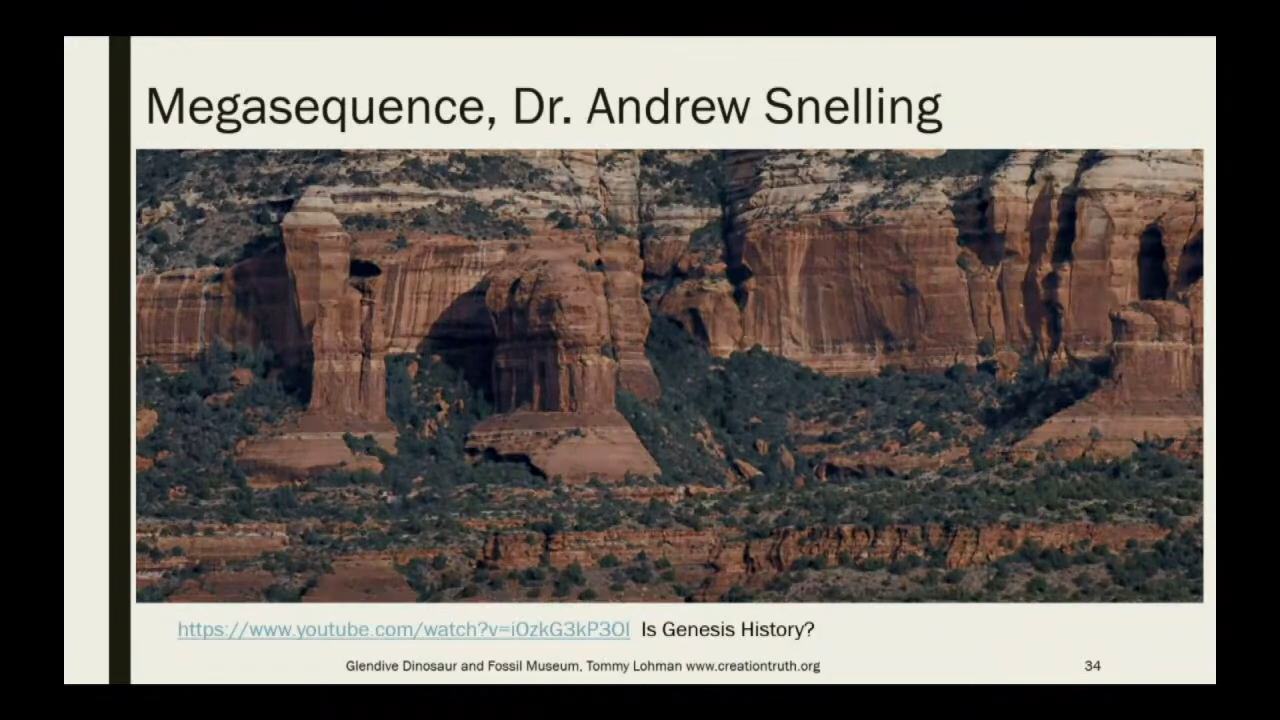 Megasequence, Dr. Andrew Snelling
https://www.youtube.com/watch?v=iOzkG3kP3OI Is Genesis History?
Glendive Dinosaur and Fossil Museum, Tommy Lohman www.creationtruth.org 34